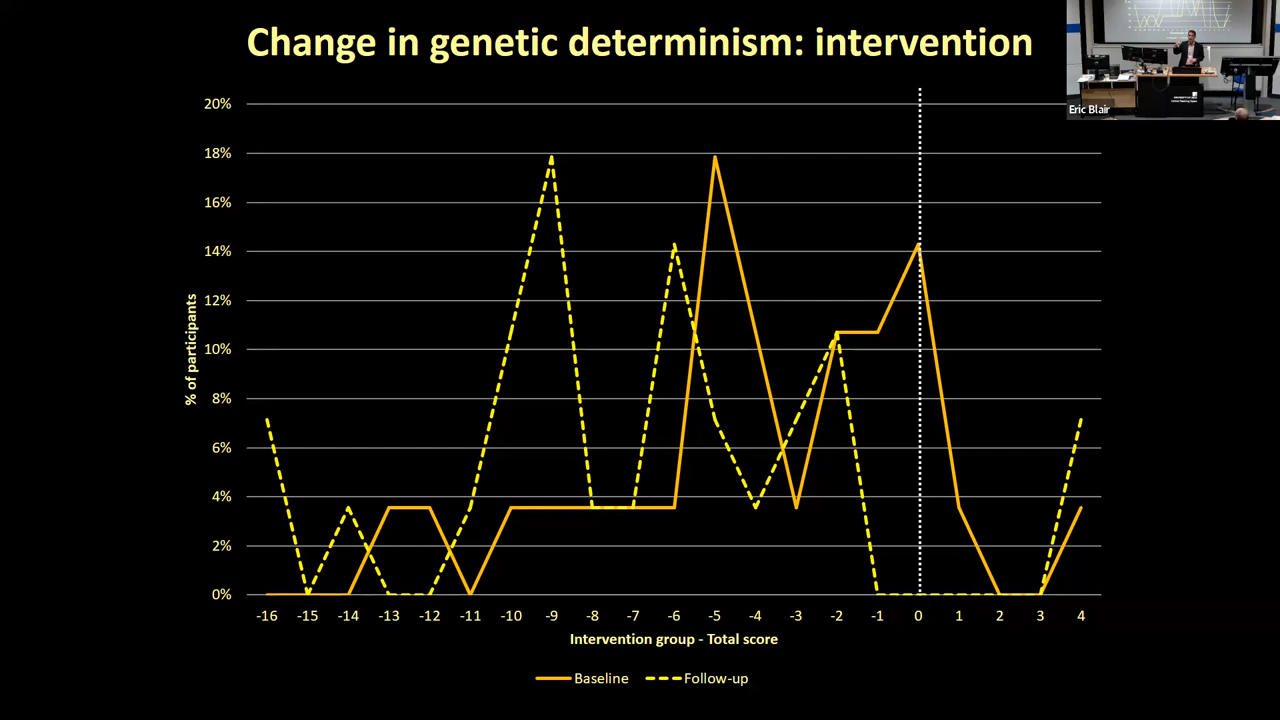 Change in genetic determinism: intervention
Eric Blair
20%
18%
16%
14%
12%
10%
8%
6%
4%
2%
0%
% of participants
-16 -15 -14 -13 -12 -11 -10 -9 -8 -7 -6 -5 -4 -3 -2 -1 0 1 2 3 4
Intervention group - Total score
Baseline Follow-up